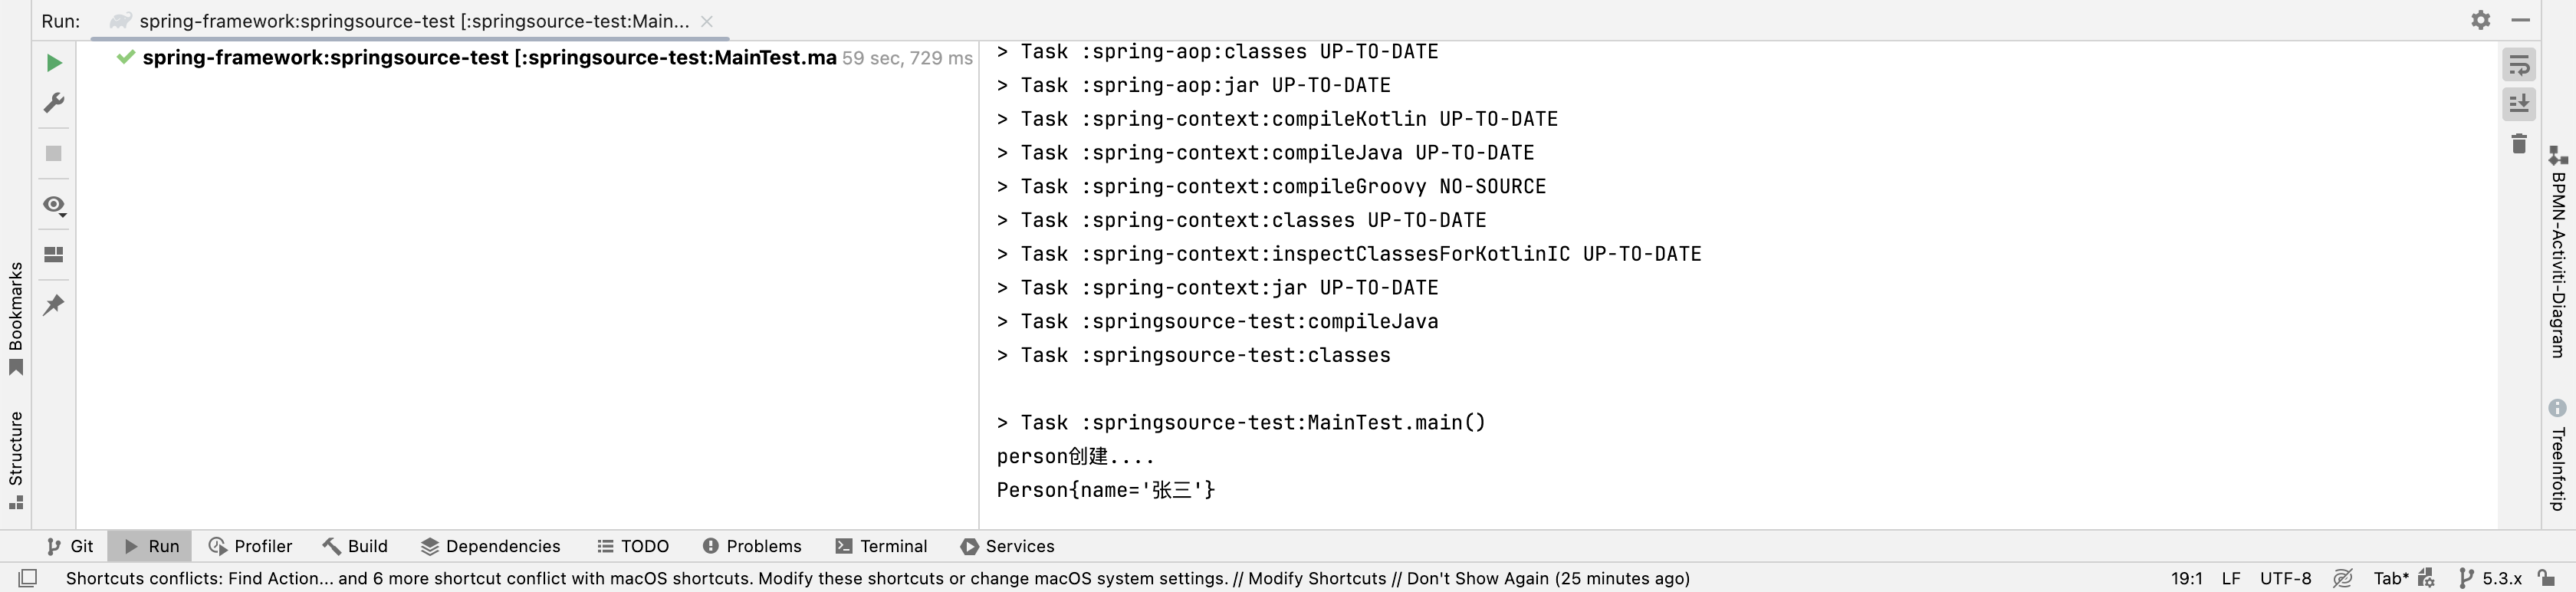 Run: spring-framework:springsource-test [:springsource-test:Main...
spring-framework:springsource-test [:springsource-test:MainTest.ma 59 sec, 729 ms
> Task :spring-aop:classes UP-TO-DATE
> Task :spring-aop:jar UP-TO-DATE
> Task :spring-context:compileKotlin UP-TO-DATE
> Task :spring-context:compileJava UP-TO-DATE
> Task :spring-context:compileGroovy NO-SOURCE
> Task :spring-context:classes UP-TO-DATE
> Task :spring-context:inspectClassesForKotlinIC UP-TO-DATE
> Task :spring-context:jar UP-TO-DATE
> Task :springsource-test:compileJava
> Task :springsource-test:classes
> Task :springsource-test:MainTest.main()
person创建....
Person{name='张三'}
Bookmarks
Structure
BPMN-Activiti-Diagram
TreeInfotip
Git Run Profiler Build Dependencies TODO Problems Terminal Services
Shortcuts conflicts: Find Action... and 6 more shortcut conflict with macOS shortcuts. Modify these shortcuts or change macOS system settings. // Modify Shortcuts // Don't Show Again (25 minutes ago) 19:1 LF UTF-8 Tab* 5.3.x